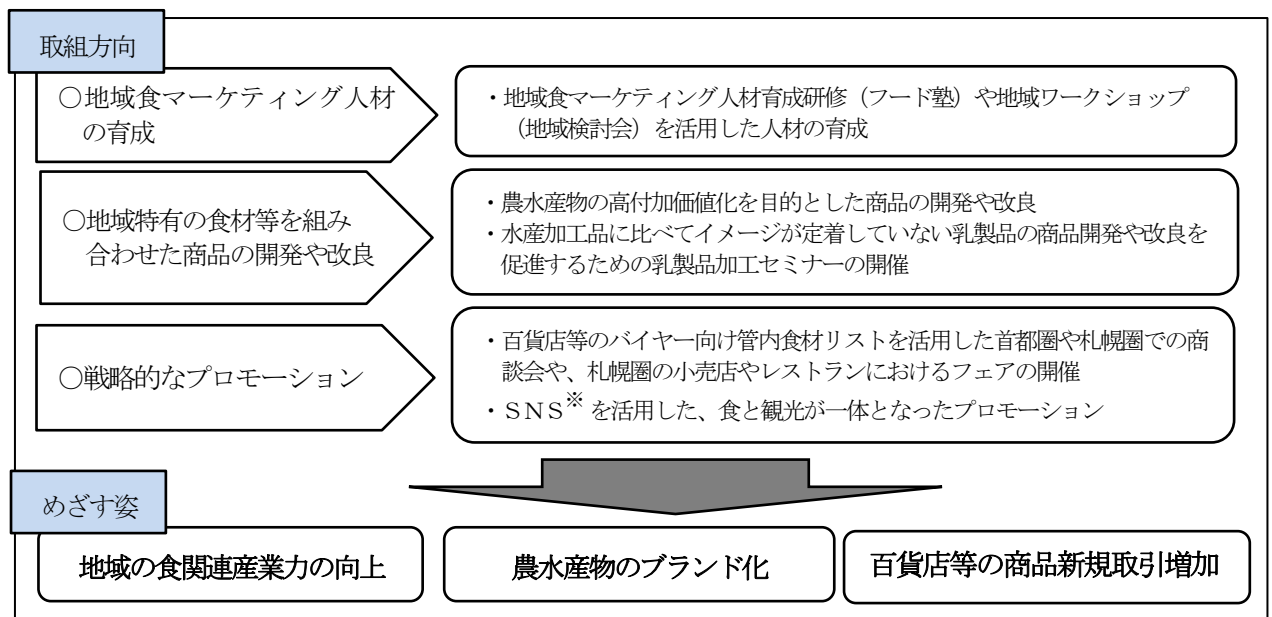 取組方向
〇地域食マーケティング人材
の育成
・地域食マーケティング人材育成研修（フード塾）や地域ワークショップ
（地域検討会）を活用した人材の育成
〇地域特有の食材等を組み
合わせた商品の開発や改良
・農水産物の高付加価値化を目的とした商品の開発や改良
・水産加工品に比べてイメージが定着していない乳製品の商品開発や改良を
促進するための乳製品加工セミナーの開催
〇戦略的なプロモーション
・百貨店等のバイヤー向け管内食材リストを活用した首都圏や札幌圏での商
談会や、札幌圏の小売店やレストランにおけるフェアの開催
・ＳＮＳ※を活用した、食と観光が一体となったプロモーション
めざす姿
地域の食関連産業力の向上
農水産物のブランド化
百貨店等の商品新規取引増加